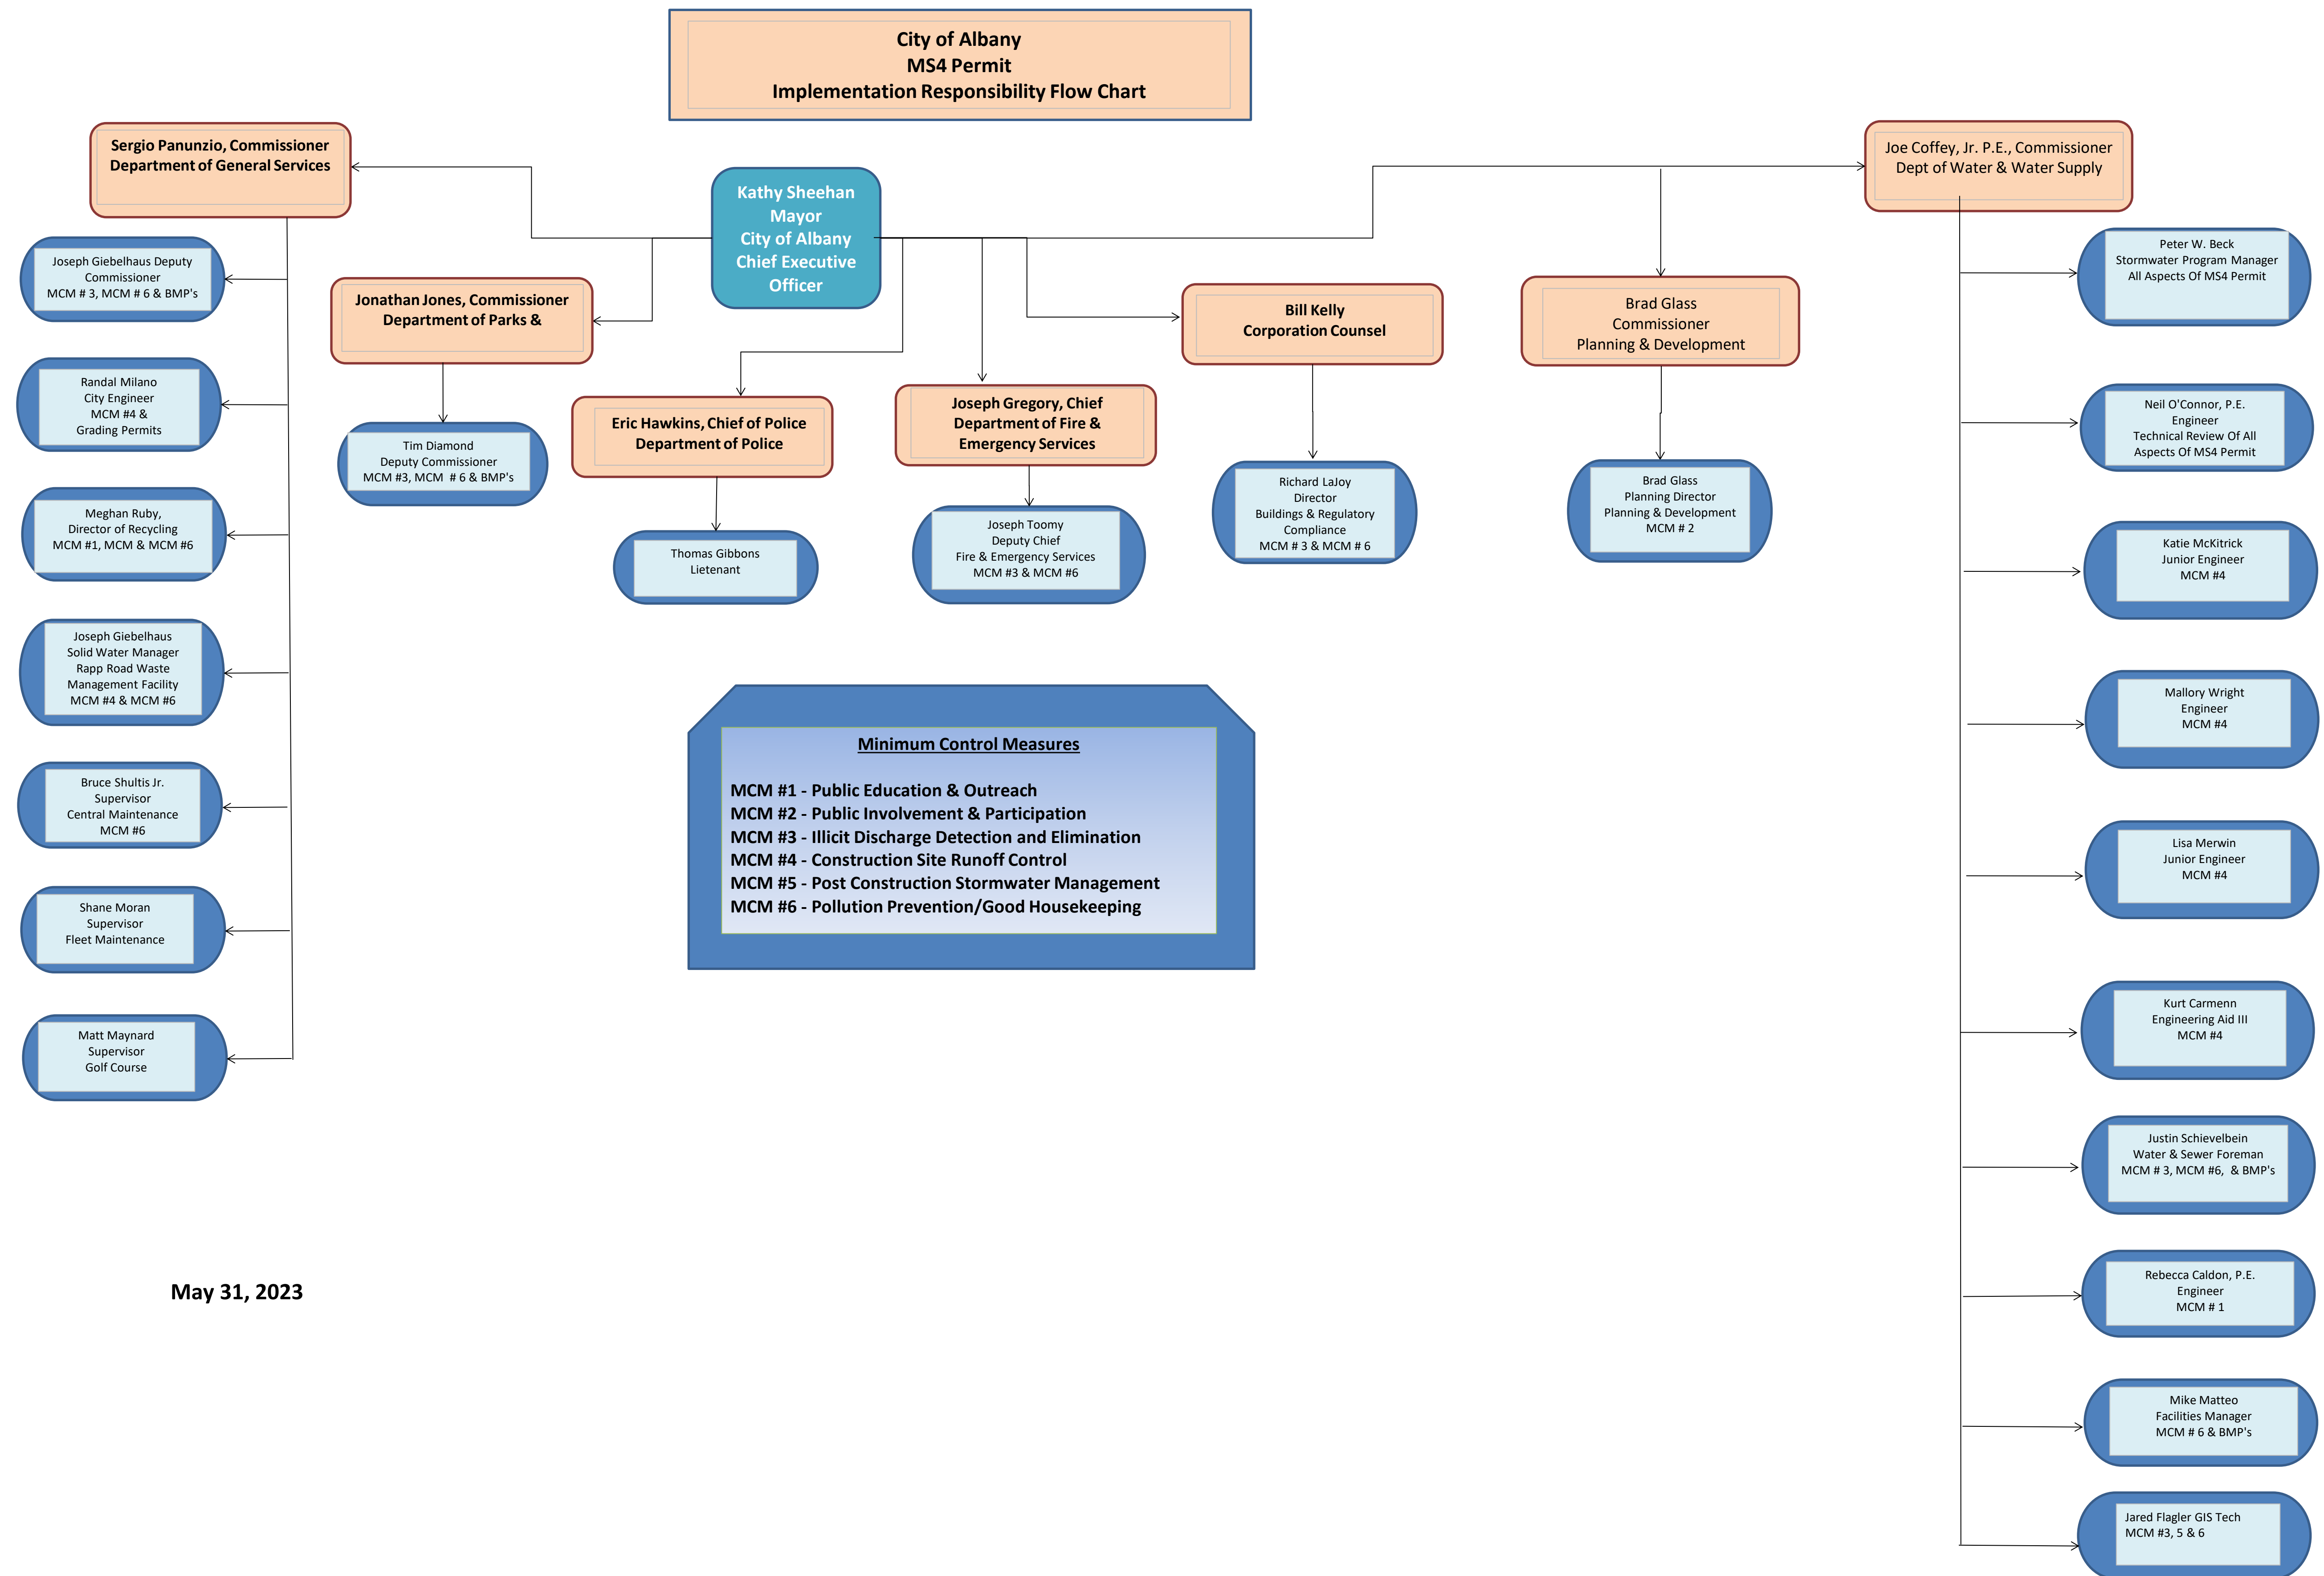 City of Albany
MS4 Permit
Implementation Responsibility Flow Chart
Sergio Panunzio, Commissioner
Department of General Services
Joe Coffey, Jr. P.E., Commissioner
Dept of Water & Water Supply
Kathy Sheehan
Mayor
City of Albany
Chief Executive
Officer
Jonathan Jones, Commissioner
Department of Parks &
Bill Kelly
Corporation Counsel
Brad Glass
Commissioner
Planning & Development
Eric Hawkins, Chief of Police
Department of Police
Joseph Gregory, Chief
Department of Fire &
Emergency Services
Joseph Giebelhaus Deputy
Commissioner
MCM # 3, MCM # 6 & BMP's
Randal Milano
City Engineer
MCM #4 &
Grading Permits
Meghan Ruby,
Director of Recycling
MCM #1, MCM & MCM #6
Joseph Giebelhaus
Solid Water Manager
Rapp Road Waste
Management Facility
MCM #4 & MCM #6
Bruce Shultis Jr.
Supervisor
Central Maintenance
MCM #6
Shane Moran
Supervisor
Fleet Maintenance
Matt Maynard
Supervisor
Golf Course
Tim Diamond
Deputy Commissioner
MCM #3, MCM  # 6 & BMP's
Thomas Gibbons
Lietenant
Joseph Toomy
Deputy Chief
Fire & Emergency Services
MCM #3 & MCM #6
Richard LaJoy
Director
Buildings & Regulatory
Compliance
MCM # 3 & MCM # 6
Brad Glass
Planning Director
Planning & Development
MCM # 2
Peter W. Beck
Stormwater Program Manager
All Aspects Of MS4 Permit
Neil O'Connor, P.E.
Engineer
Technical Review Of All
Aspects Of MS4 Permit
Katie McKitrick
Junior Engineer
MCM #4
Mallory Wright
Engineer
MCM #4
Lisa Merwin
Junior Engineer
MCM #4
Kurt Carmenn
Engineering Aid III
MCM #4
Justin Schievelbein
Water & Sewer Foreman
MCM # 3, MCM #6,  & BMP's
Rebecca Caldon, P.E.
Engineer
MCM # 1
Mike Matteo
Facilities Manager
MCM # 6 & BMP's
Jared Flagler GIS Tech
MCM #3, 5 & 6
Minimum Control Measures
MCM #1 - Public Education & Outreach
MCM #2 - Public Involvement & Participation
MCM #3 - Illicit Discharge Detection and Elimination
MCM #4 - Construction Site Runoff Control
MCM #5 - Post Construction Stormwater Management
MCM #6 - Pollution Prevention/Good Housekeeping
May 31, 2023